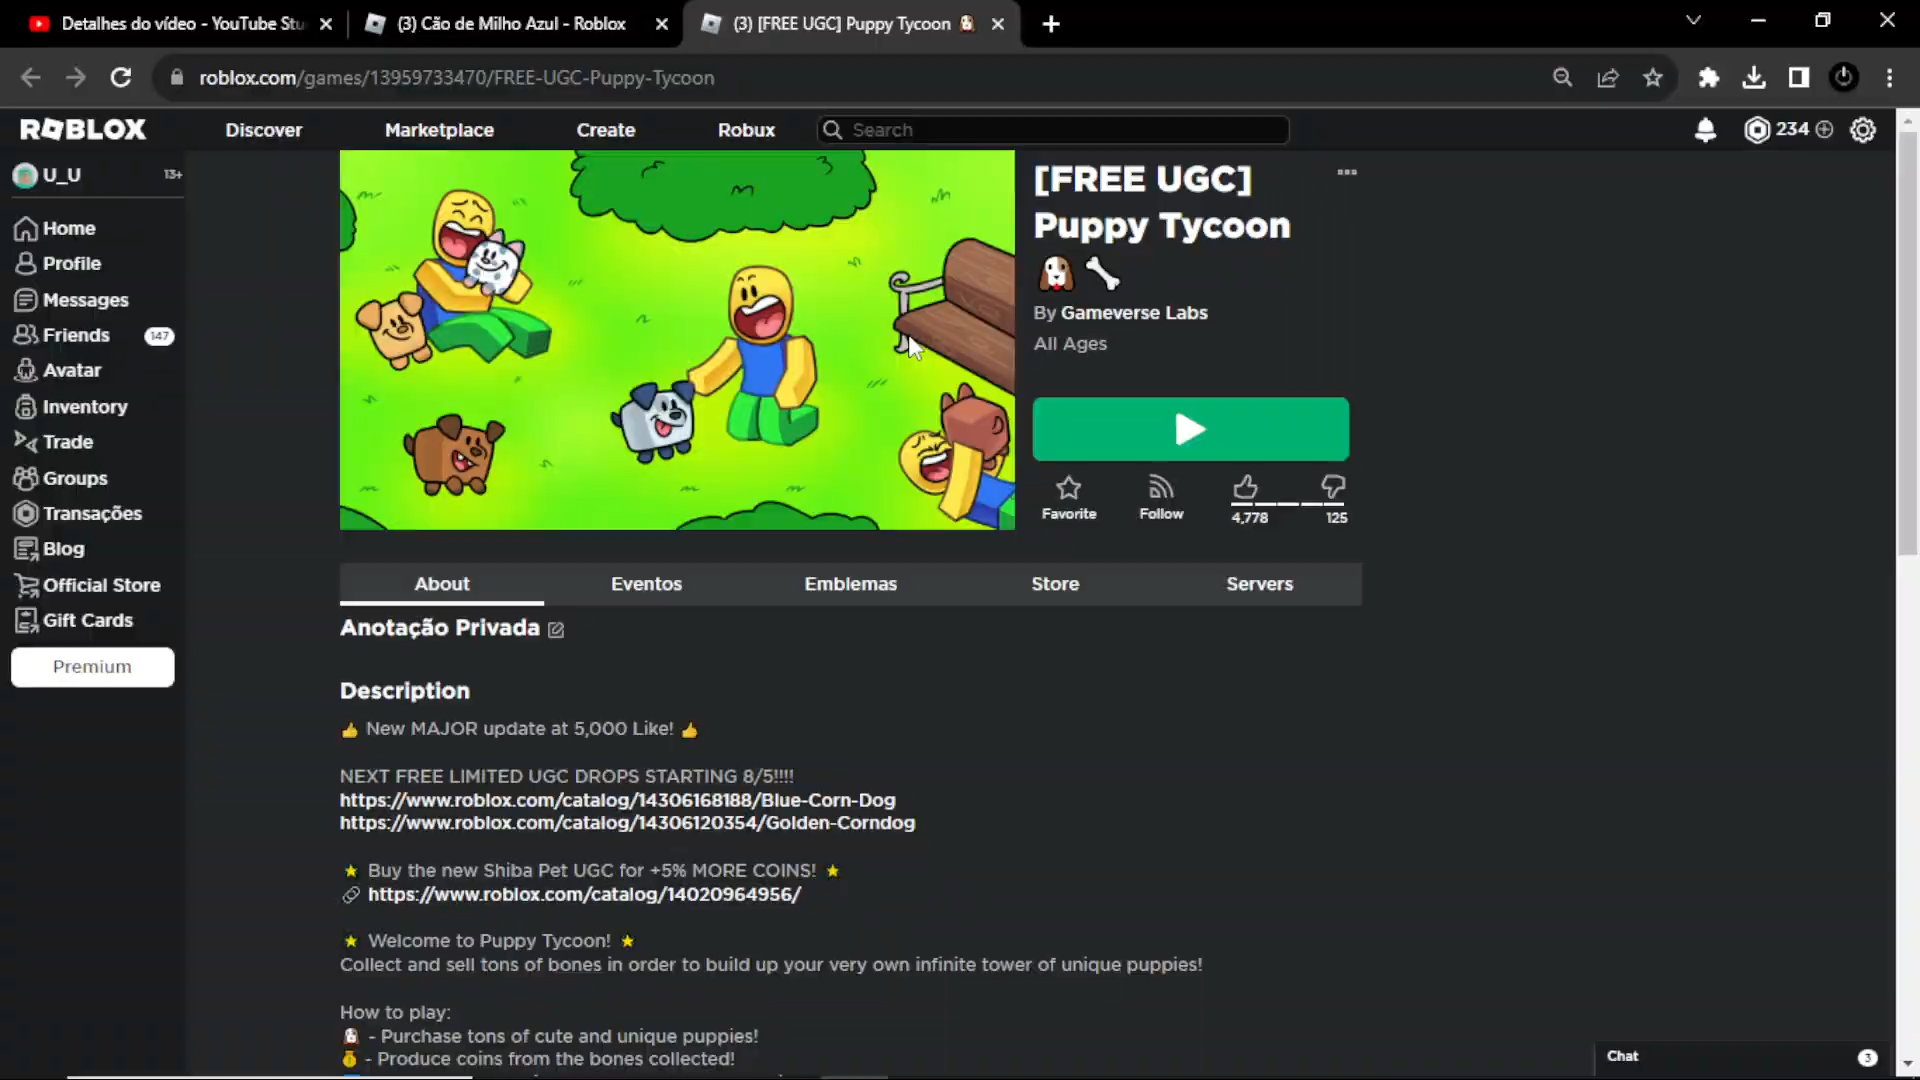 Detalhes do vídeo - YouTube Stu
(3) Cão de Milho Azul - Roblox
(3) [FREE UGC] Puppy Tycoon
roblox.com/games/13959733470/FREE-UGC-Puppy-Tycoon
ROBLOX
Discover
Marketplace
Create
Robux
Search
234
U_U
13+
Home
Profile
Messages
Friends
147
Avatar
Inventory
Trade
Groups
Transações
Blog
Official Store
Gift Cards
Premium
[FREE UGC]
Puppy Tycoon
By Gameverse Labs
All Ages
Favorite
Follow
4,778
125
About
Eventos
Emblemas
Store
Servers
Anotação Privada
Description
👍 New MAJOR update at 5,000 Like! 👍
NEXT FREE LIMITED UGC DROPS STARTING 8/5!!!!
https://www.roblox.com/catalog/14306168188/Blue-Corn-Dog
https://www.roblox.com/catalog/14306120354/Golden-Corndog
⭐ Buy the new Shiba Pet UGC for +5% MORE COINS! ⭐
🔗 https://www.roblox.com/catalog/14020964956/
⭐ Welcome to Puppy Tycoon! ⭐
Collect and sell tons of bones in order to build up your very own infinite tower of unique puppies!
How to play:
🐶 - Purchase tons of cute and unique puppies!
💰 - Produce coins from the bones collected!
Chat
3